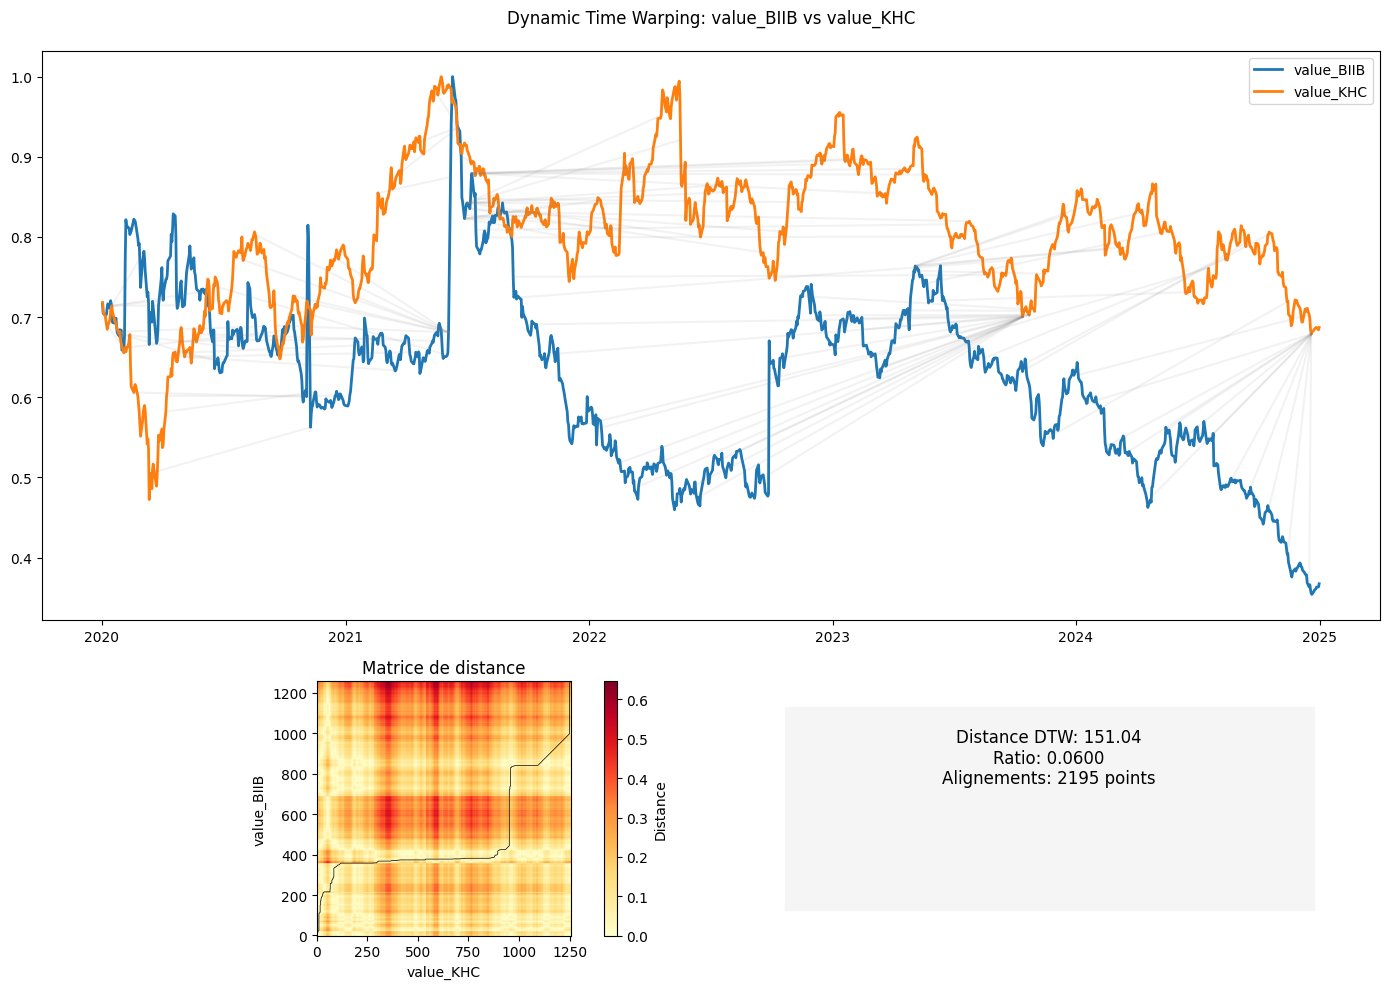 Dynamic Time Warping: value_BIIB vs value_KHC
value_BIIB
value_KHC
1.0
0.9
0.8
0.7
0.6
0.5
0.4
2020 2021 2022 2023 2024 2025
Matrice de distance
value_BIIB
1200
1000
800
600
400
200
0
0 250 500 750 1000 1250
value_KHC
0.6
0.5
0.4
0.3
0.2
0.1
0.0
Distance
Distance DTW: 151.04
Ratio: 0.0600
Alignements: 2195 points